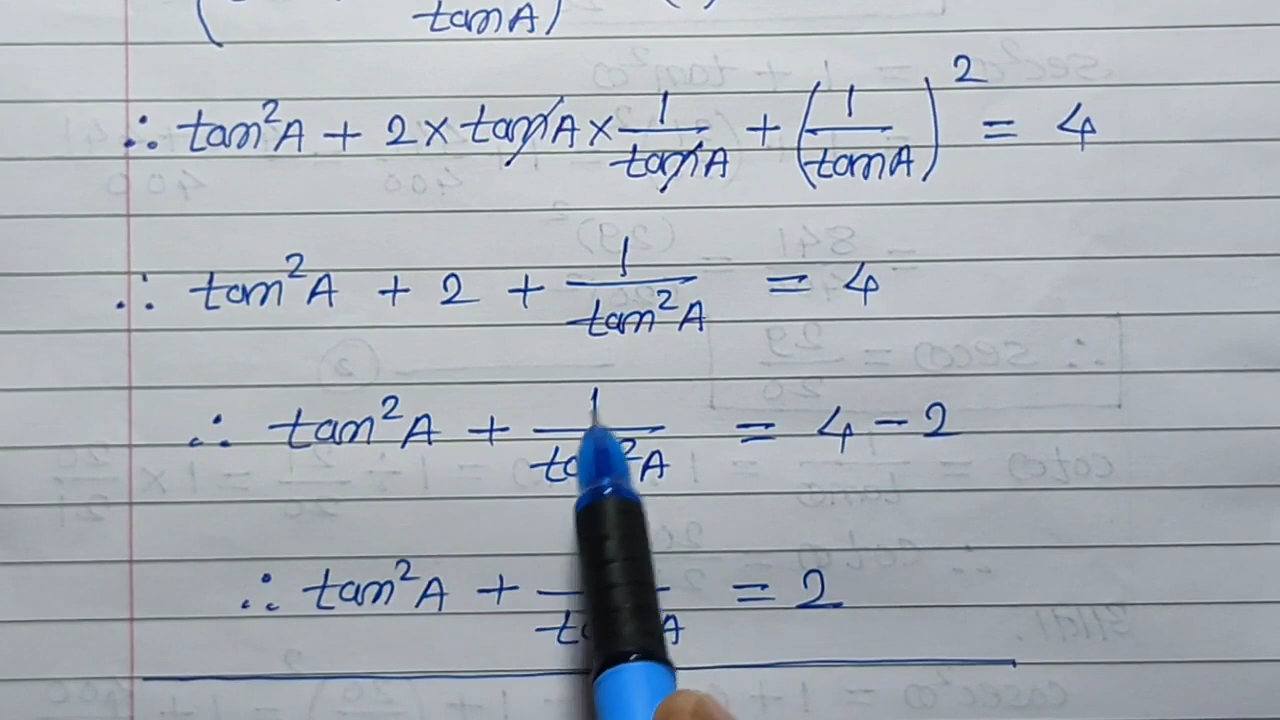 tanA)
∴ tan²A + 2 × tanA × 1/tanA + (1/tanA)² = 4
∴ tan²A + 2 + 1/tan²A = 4
∴ tan²A + 1/tan²A = 4 - 2
∴ tan²A + /A = 2